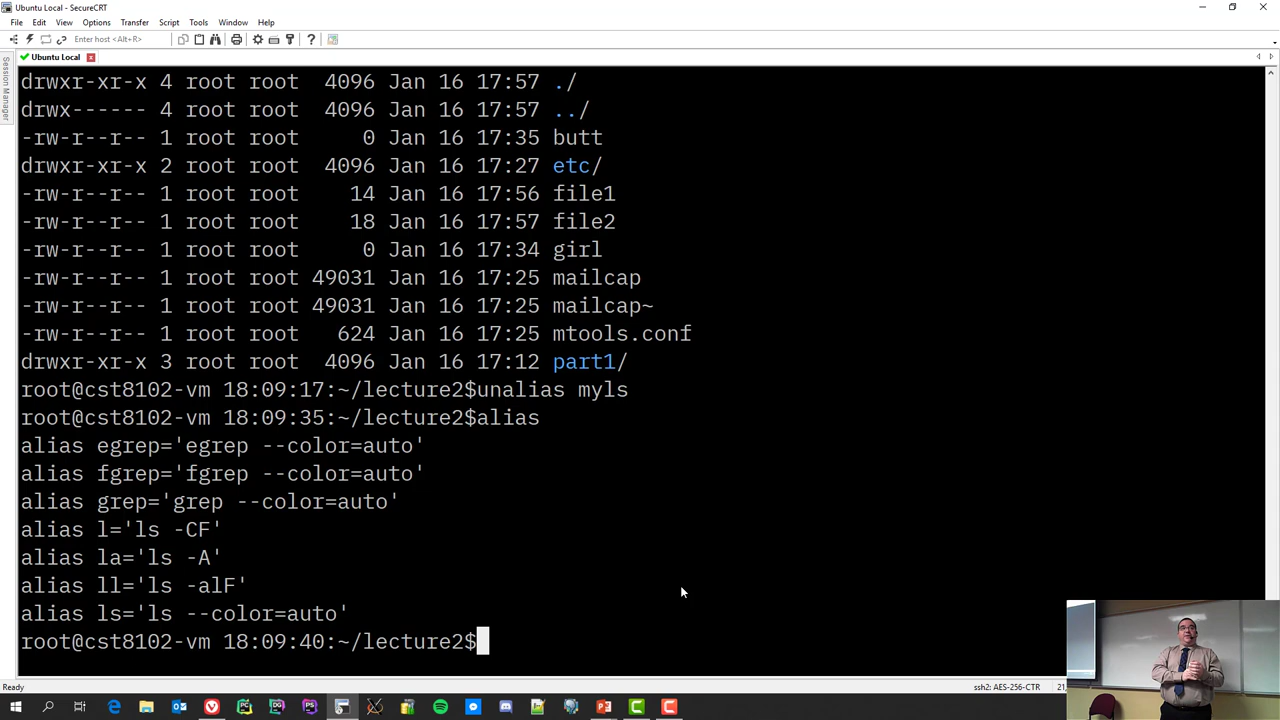 Ubuntu Local - SecureCRT
File Edit View Options Transfer Script Tools Window Help
Enter host <Alt+R>
Ubuntu Local
Session Manager
drwxr-xr-x 4 root root  4096 Jan 16 17:57 ./
drwx------ 4 root root  4096 Jan 16 17:57 ../
-rw-r--r-- 1 root root     0 Jan 16 17:35 butt
drwxr-xr-x 2 root root  4096 Jan 16 17:27 etc/
-rw-r--r-- 1 root root    14 Jan 16 17:56 file1
-rw-r--r-- 1 root root    18 Jan 16 17:57 file2
-rw-r--r-- 1 root root     0 Jan 16 17:34 girl
-rw-r--r-- 1 root root 49031 Jan 16 17:25 mailcap
-rw-r--r-- 1 root root 49031 Jan 16 17:25 mailcap~
-rw-r--r-- 1 root root   624 Jan 16 17:25 mtools.conf
drwxr-xr-x 3 root root  4096 Jan 16 17:12 part1/
root@cst8102-vm 18:09:17:~/lecture2$unalias myls
root@cst8102-vm 18:09:35:~/lecture2$alias
alias egrep='egrep --color=auto'
alias fgrep='fgrep --color=auto'
alias grep='grep --color=auto'
alias l='ls -CF'
alias la='ls -A'
alias ll='ls -alF'
alias ls='ls --color=auto'
root@cst8102-vm 18:09:40:~/lecture2$
Ready
ssh2: AES-256-CTR
21,